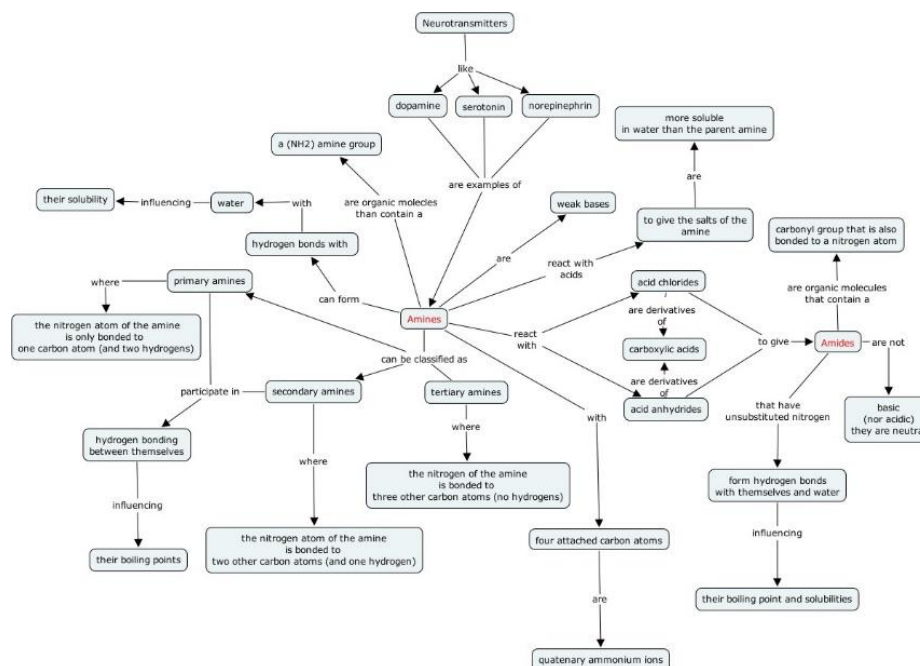 Neurotransmitters
like
dopamine
serotonin
norepinephrin
are examples of
a (NH2) amine group
are organic molecles
than contain a
more soluble
in water than the parent amine
are
to give the salts of the
amine
react with
acids
weak bases
are
their solubility
influencing
water
with
hydrogen bonds with
can form
Amines
carbonyl group that is also
bonded to a nitrogen atom
are organic molecules
that contain a
Amides
are not
basic
(nor acidic)
they are neutra
where
primary amines
the nitrogen atom of the amine
is only bonded to
one carbon atom (and two hydrogens)
can be classified as
react
with
acid chlorides
are derivatives
of
carboxylic acids
are derivatives
of
acid anhydrides
to give
participate in
secondary amines
tertiary amines
hydrogen bonding
between themselves
influencing
their boiling points
where
the nitrogen atom of the amine
is bonded to
two other carbon atoms (and one hydrogen)
where
the nitrogen of the amine
is bonded to
three other carbon atoms (no hydrogens)
with
four attached carbon atoms
are
quatenary ammonium ions
that have
unsubstituted nitrogen
form hydrogen bonds
with themselves and water
influencing
their boiling point and solubilities